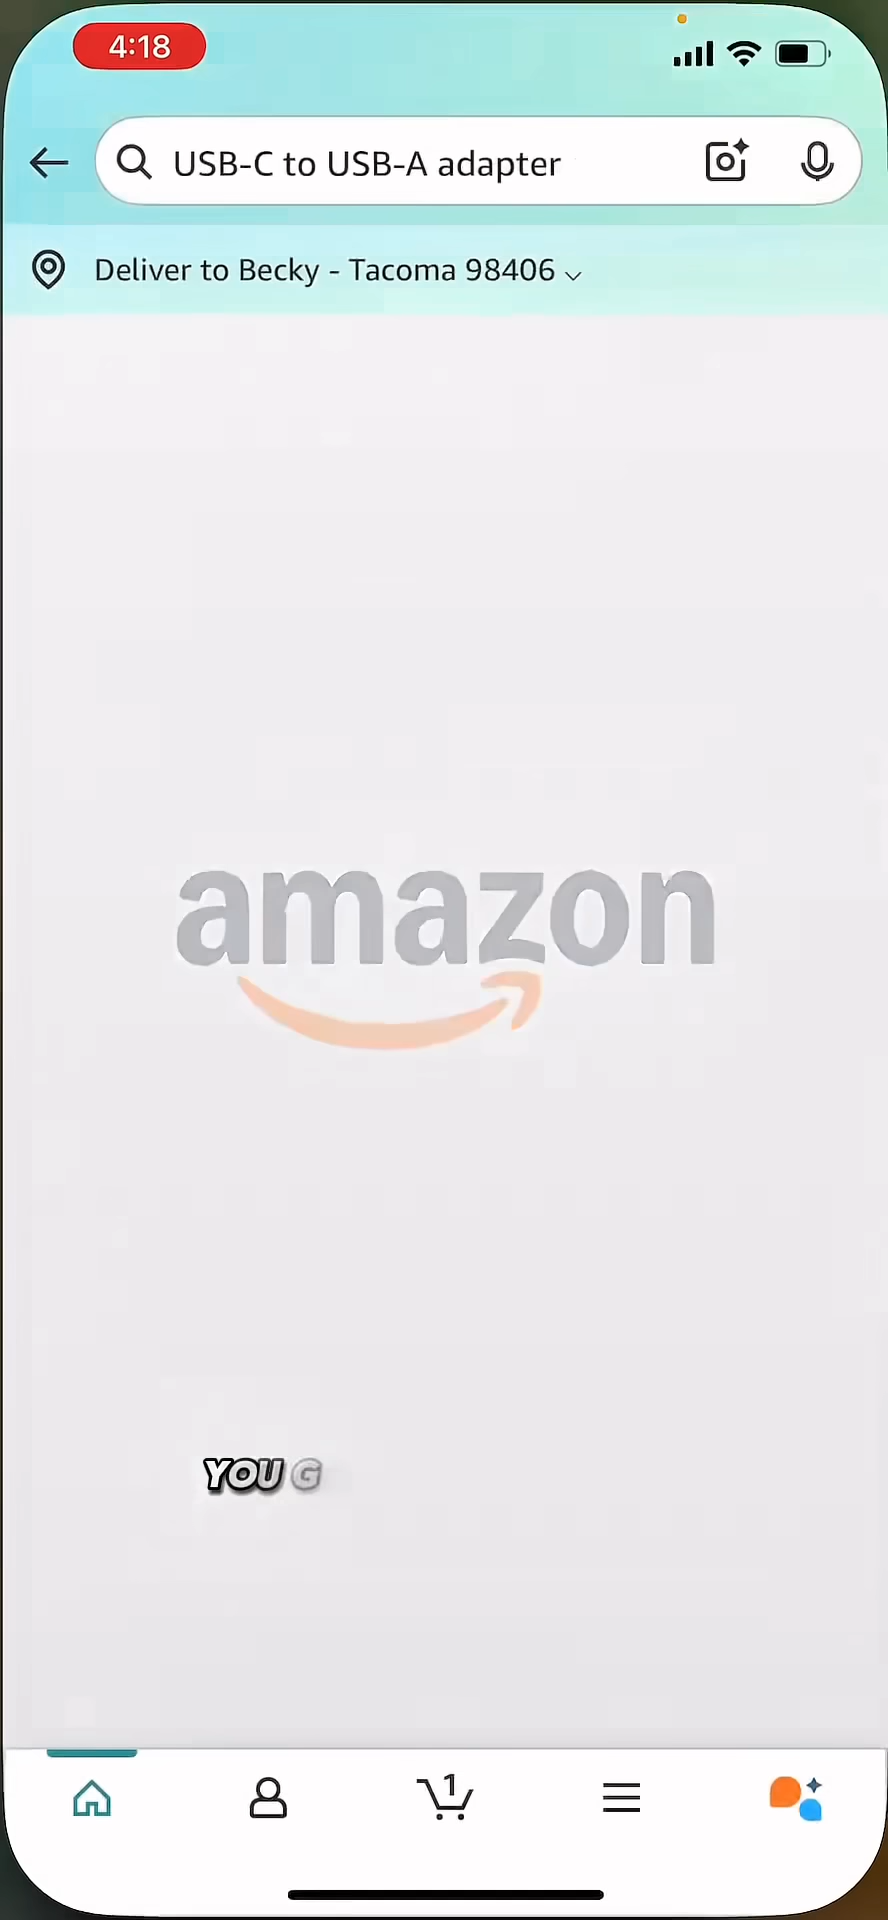 4:18
USB-C to USB-A adapter
Deliver to Becky - Tacoma 98406
amazon
YOU G
1